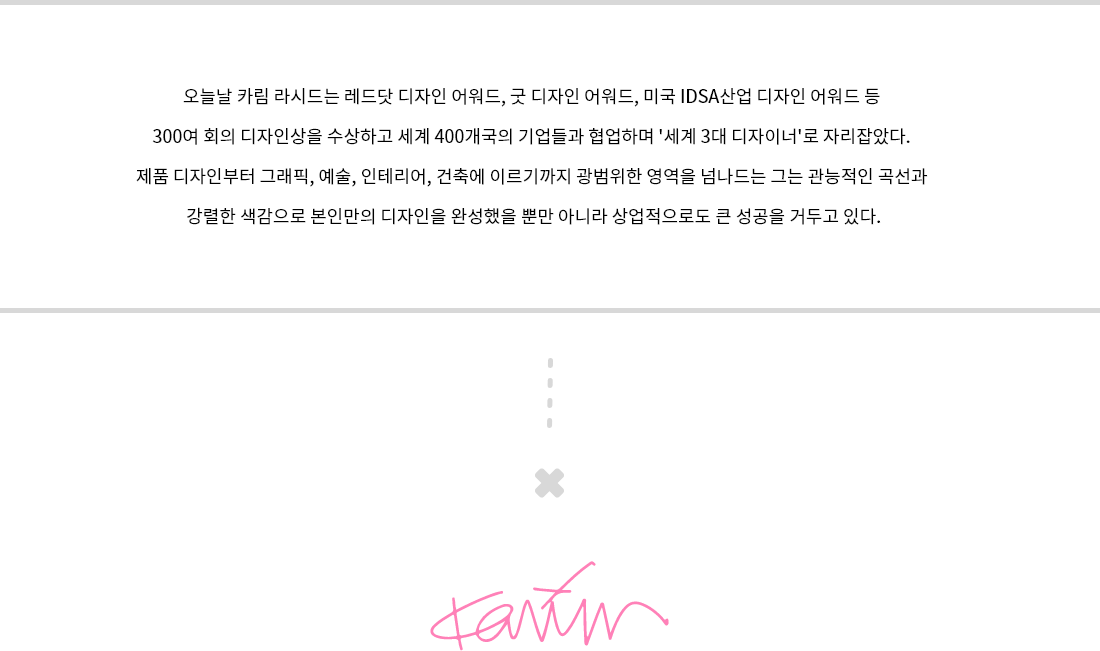 오늘날 카림 라시드는 레드닷 디자인 어워드, 굿 디자인 어워드, 미국 IDSA산업 디자인 어워드 등
300여 회의 디자인상을 수상하고 세계 400개국의 기업들과 협업하며 '세계 3대 디자이너'로 자리잡았다.
제품 디자인부터 그래픽, 예술, 인테리어, 건축에 이르기까지 광범위한 영역을 넘나드는 그는 관능적인 곡선과
강렬한 색감으로 본인만의 디자인을 완성했을 뿐만 아니라 상업적으로도 큰 성공을 거두고 있다.
Karim